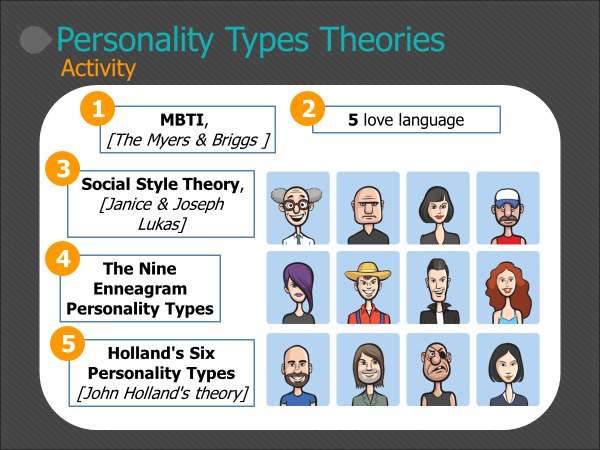 Personality Types Theories
Activity
1
MBTI,
[The Myers & Briggs ]
2
5 love language
3
Social Style Theory,
[Janice & Joseph
Lukas]
4
The Nine
Enneagram
Personality Types
5
Holland's Six
Personality Types
[John Holland's theory]